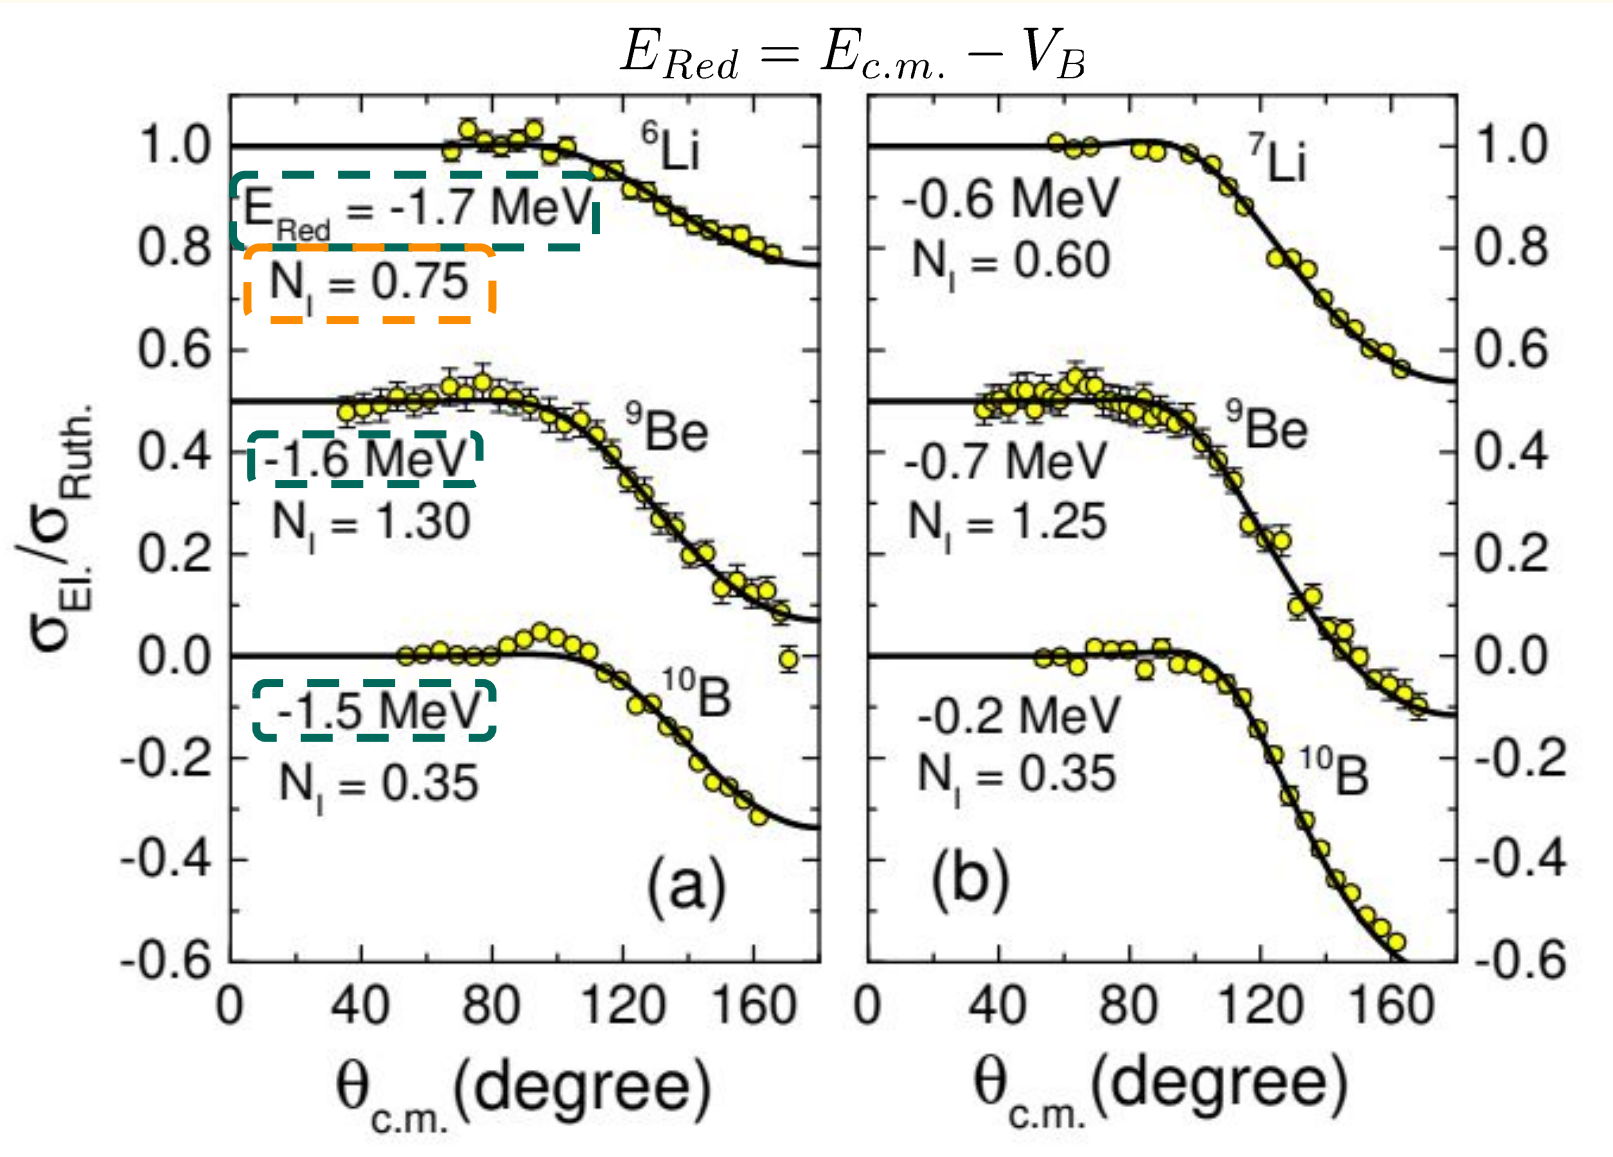 E_Red = E_c.m. − V_B
σ_El./σ_Ruth.
1.0
0.8
0.6
0.4
0.2
0.0
-0.2
-0.4
-0.6
⁶Li
E_Red = -1.7 MeV
N_I = 0.75
⁹Be
-1.6 MeV
N_I = 1.30
¹⁰B
-1.5 MeV
N_I = 0.35
(a)
0 40 80 120 160
θ_c.m. (degree)
⁷Li
-0.6 MeV
N_I = 0.60
⁹Be
-0.7 MeV
N_I = 1.25
-0.2 MeV
¹⁰B
N_I = 0.35
(b)
1.0
0.8
0.6
0.4
0.2
0.0
-0.2
-0.4
-0.6
0 40 80 120 160
θ_c.m. (degree)